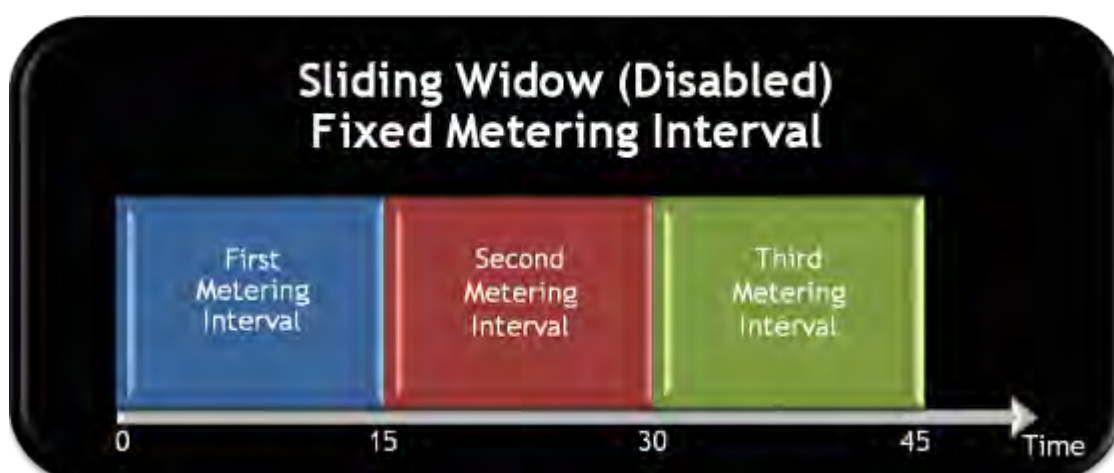 Sliding Widow (Disabled)
Fixed Metering Interval
First
Metering
Interval
Second
Metering
Interval
Third
Metering
Interval
0
15
30
45
Time